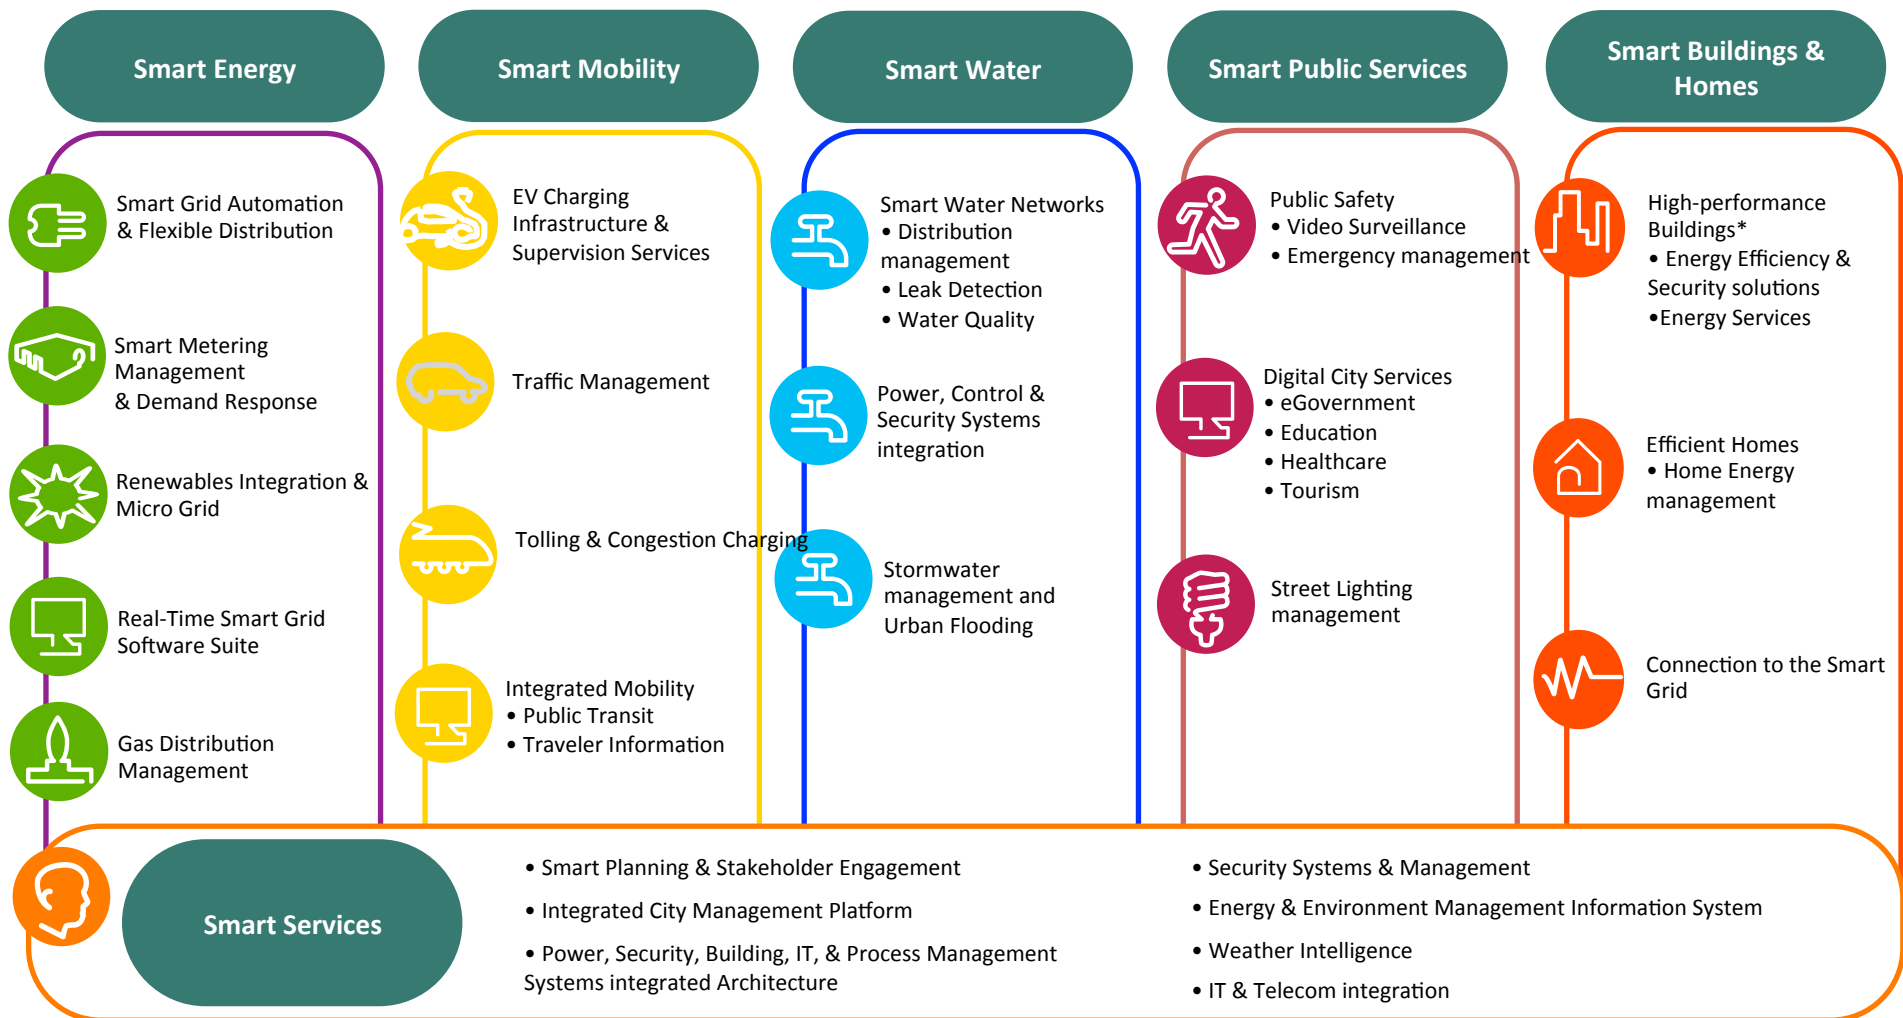 Smart Energy
Smart Grid Automation
& Flexible Distribution
Smart Metering
Management
& Demand Response
Renewables Integration &
Micro Grid
Real-Time Smart Grid
Software Suite
Gas Distribution
Management
Smart Mobility
EV Charging
Infrastructure &
Supervision Services
Traffic Management
Tolling & Congestion Charging
Integrated Mobility
• Public Transit
• Traveler Information
Smart Water
Smart Water Networks
• Distribution
management
• Leak Detection
• Water Quality
Power, Control &
Security Systems
integration
Stormwater
management and
Urban Flooding
Smart Public Services
Public Safety
• Video Surveillance
• Emergency management
Digital City Services
• eGovernment
• Education
• Healthcare
• Tourism
Street Lighting
management
Smart Buildings &
Homes
High-performance
Buildings*
• Energy Efficiency &
Security solutions
•Energy Services
Efficient Homes
• Home Energy
management
Connection to the Smart
Grid
Smart Services
• Smart Planning & Stakeholder Engagement
• Integrated City Management Platform
• Power, Security, Building, IT, & Process Management
Systems integrated Architecture
• Security Systems & Management
• Energy & Environment Management Information System
• Weather Intelligence
• IT & Telecom integration